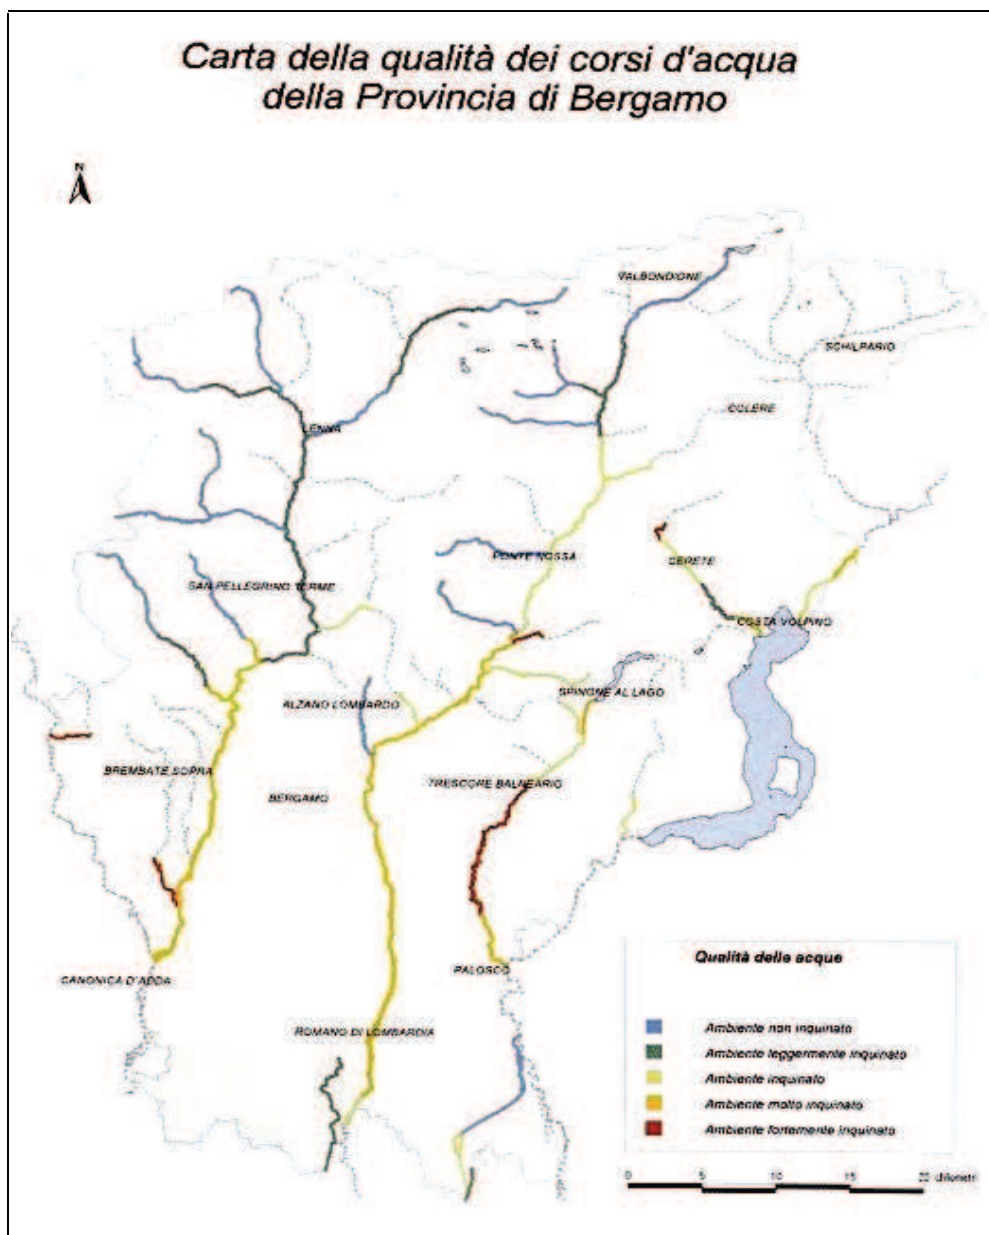 Carta della qualità dei corsi d'acqua
della Provincia di Bergamo
N
VALBONDIONE
SCHILPARIO
COLERE
LENNA
PONTE NOSSA
CERETE
SAN PELLEGRINO TERME
COSTA VOLPINO
SPINONE AL LAGO
ALZANO LOMBARDO
BREMBATE SOPRA
TRESCORE BALNEARIO
BERGAMO
PALOSCO
CANONICA D'ADDA
ROMANO DI LOMBARDIA
Qualità delle acque
Ambiente non inquinato
Ambiente leggermente inquinato
Ambiente inquinato
Ambiente molto inquinato
Ambiente fortemente inquinato
0 5 10 15 20 chilometri